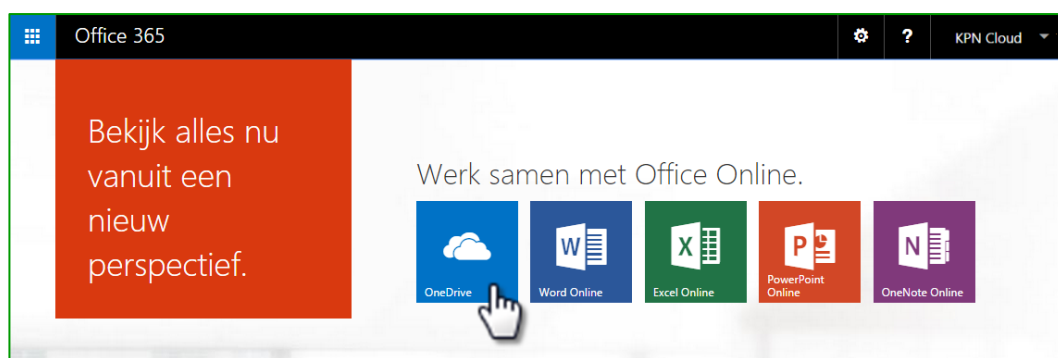 Office 365
?
KPN Cloud
Bekijk alles nu
vanuit een
nieuw
perspectief.
Werk samen met Office Online.
OneDrive
W
Word Online
X
Excel Online
P
PowerPoint
Online
N
OneNote Online